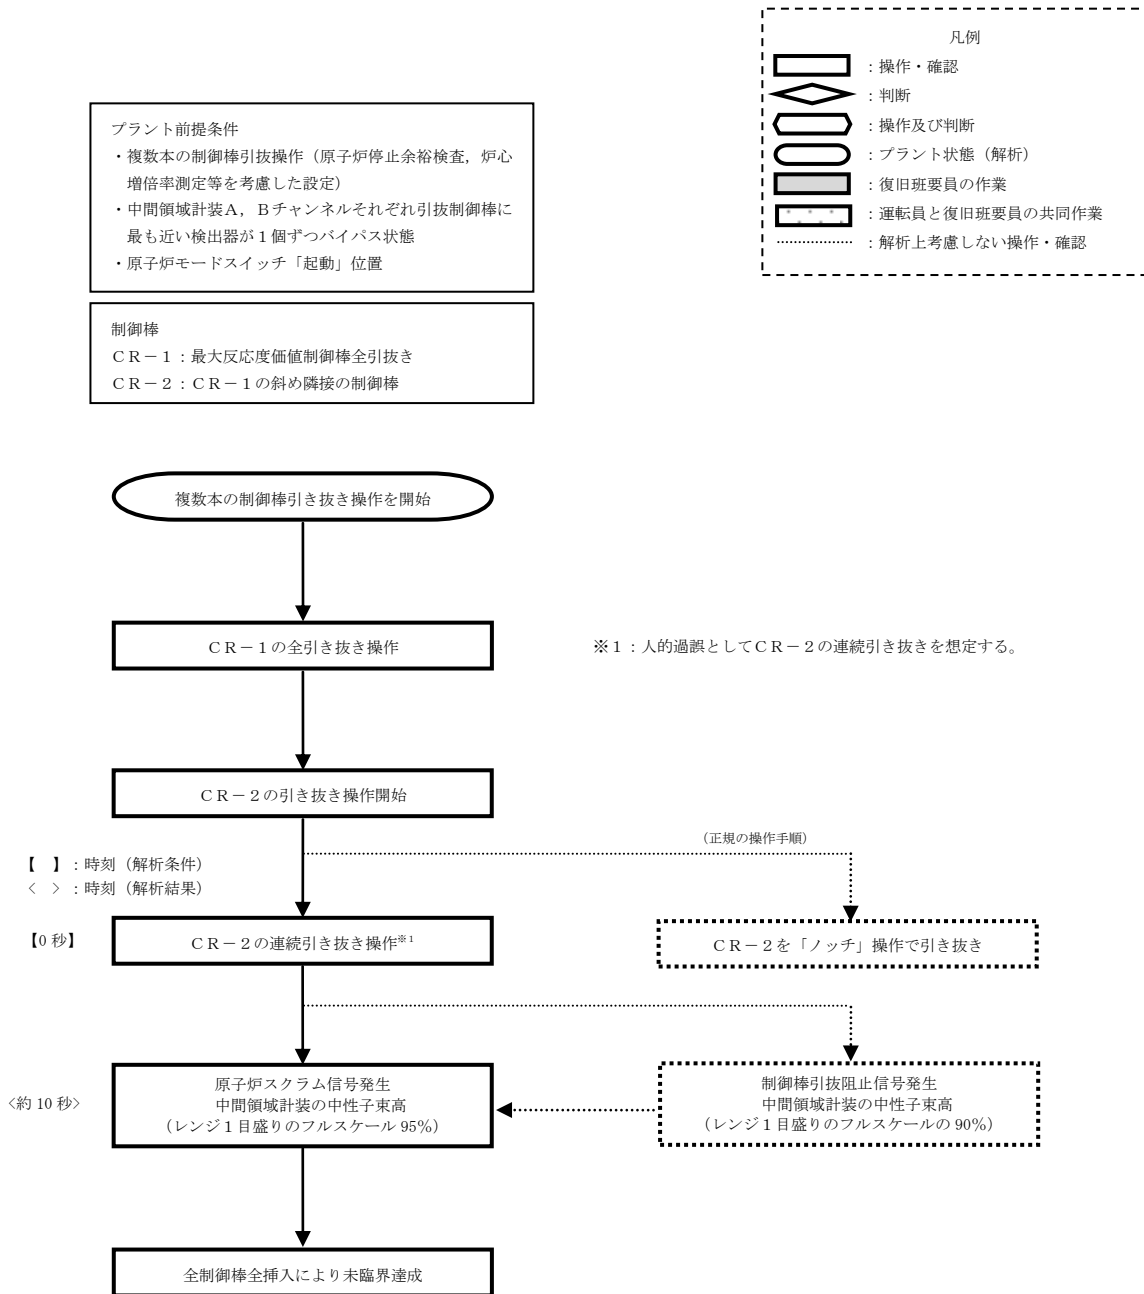 凡例
：操作・確認
：判断
：操作及び判断
：プラント状態（解析）
：復旧班要員の作業
：運転員と復旧班要員の共同作業
：解析上考慮しない操作・確認
プラント前提条件
・複数本の制御棒引抜操作（原子炉停止余裕検査，炉心
増倍率測定等を考慮した設定）
・中間領域計装Ａ，Ｂチャンネルそれぞれ引抜制御棒に
最も近い検出器が１個ずつバイパス状態
・原子炉モードスイッチ「起動」位置
制御棒
ＣＲ－１：最大反応度価値制御棒全引抜き
ＣＲ－２：ＣＲ－１の斜め隣接の制御棒
複数本の制御棒引き抜き操作を開始
ＣＲ－１の全引き抜き操作
※１：人的過誤としてＣＲ－２の連続引き抜きを想定する。
ＣＲ－２の引き抜き操作開始
（正規の操作手順）
【　】：時刻（解析条件）
＜　＞：時刻（解析結果）
【0 秒】
ＣＲ－２の連続引き抜き操作※1
ＣＲ－２を「ノッチ」操作で引き抜き
<約 10 秒>
原子炉スクラム信号発生
中間領域計装の中性子束高
（レンジ１目盛りのフルスケール 95%）
制御棒引抜阻止信号発生
中間領域計装の中性子束高
（レンジ１目盛りのフルスケールの 90%）
全制御棒全挿入により未臨界達成